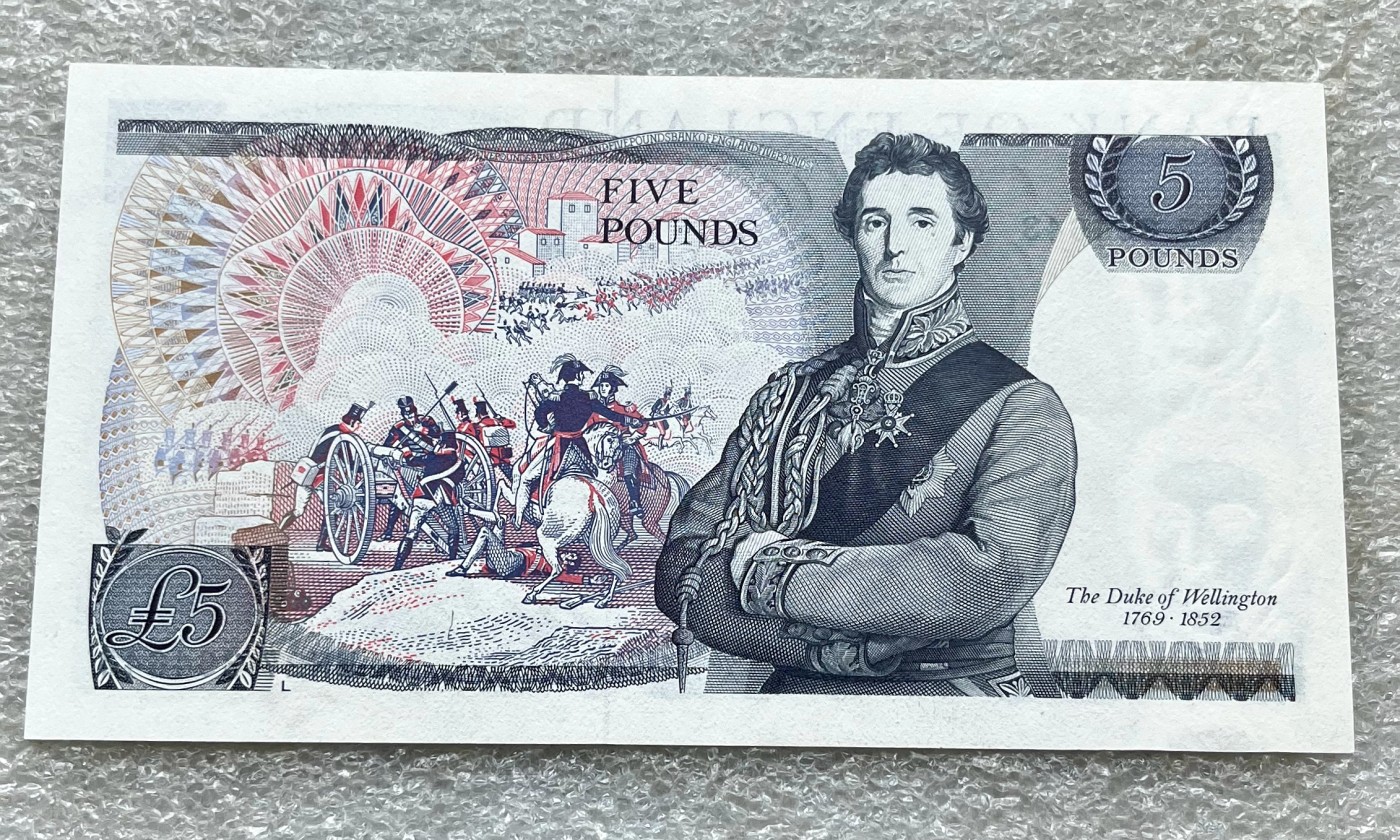 FIVE
POUNDS
5
POUNDS
The Duke of Wellington
1769 · 1852
£5
L